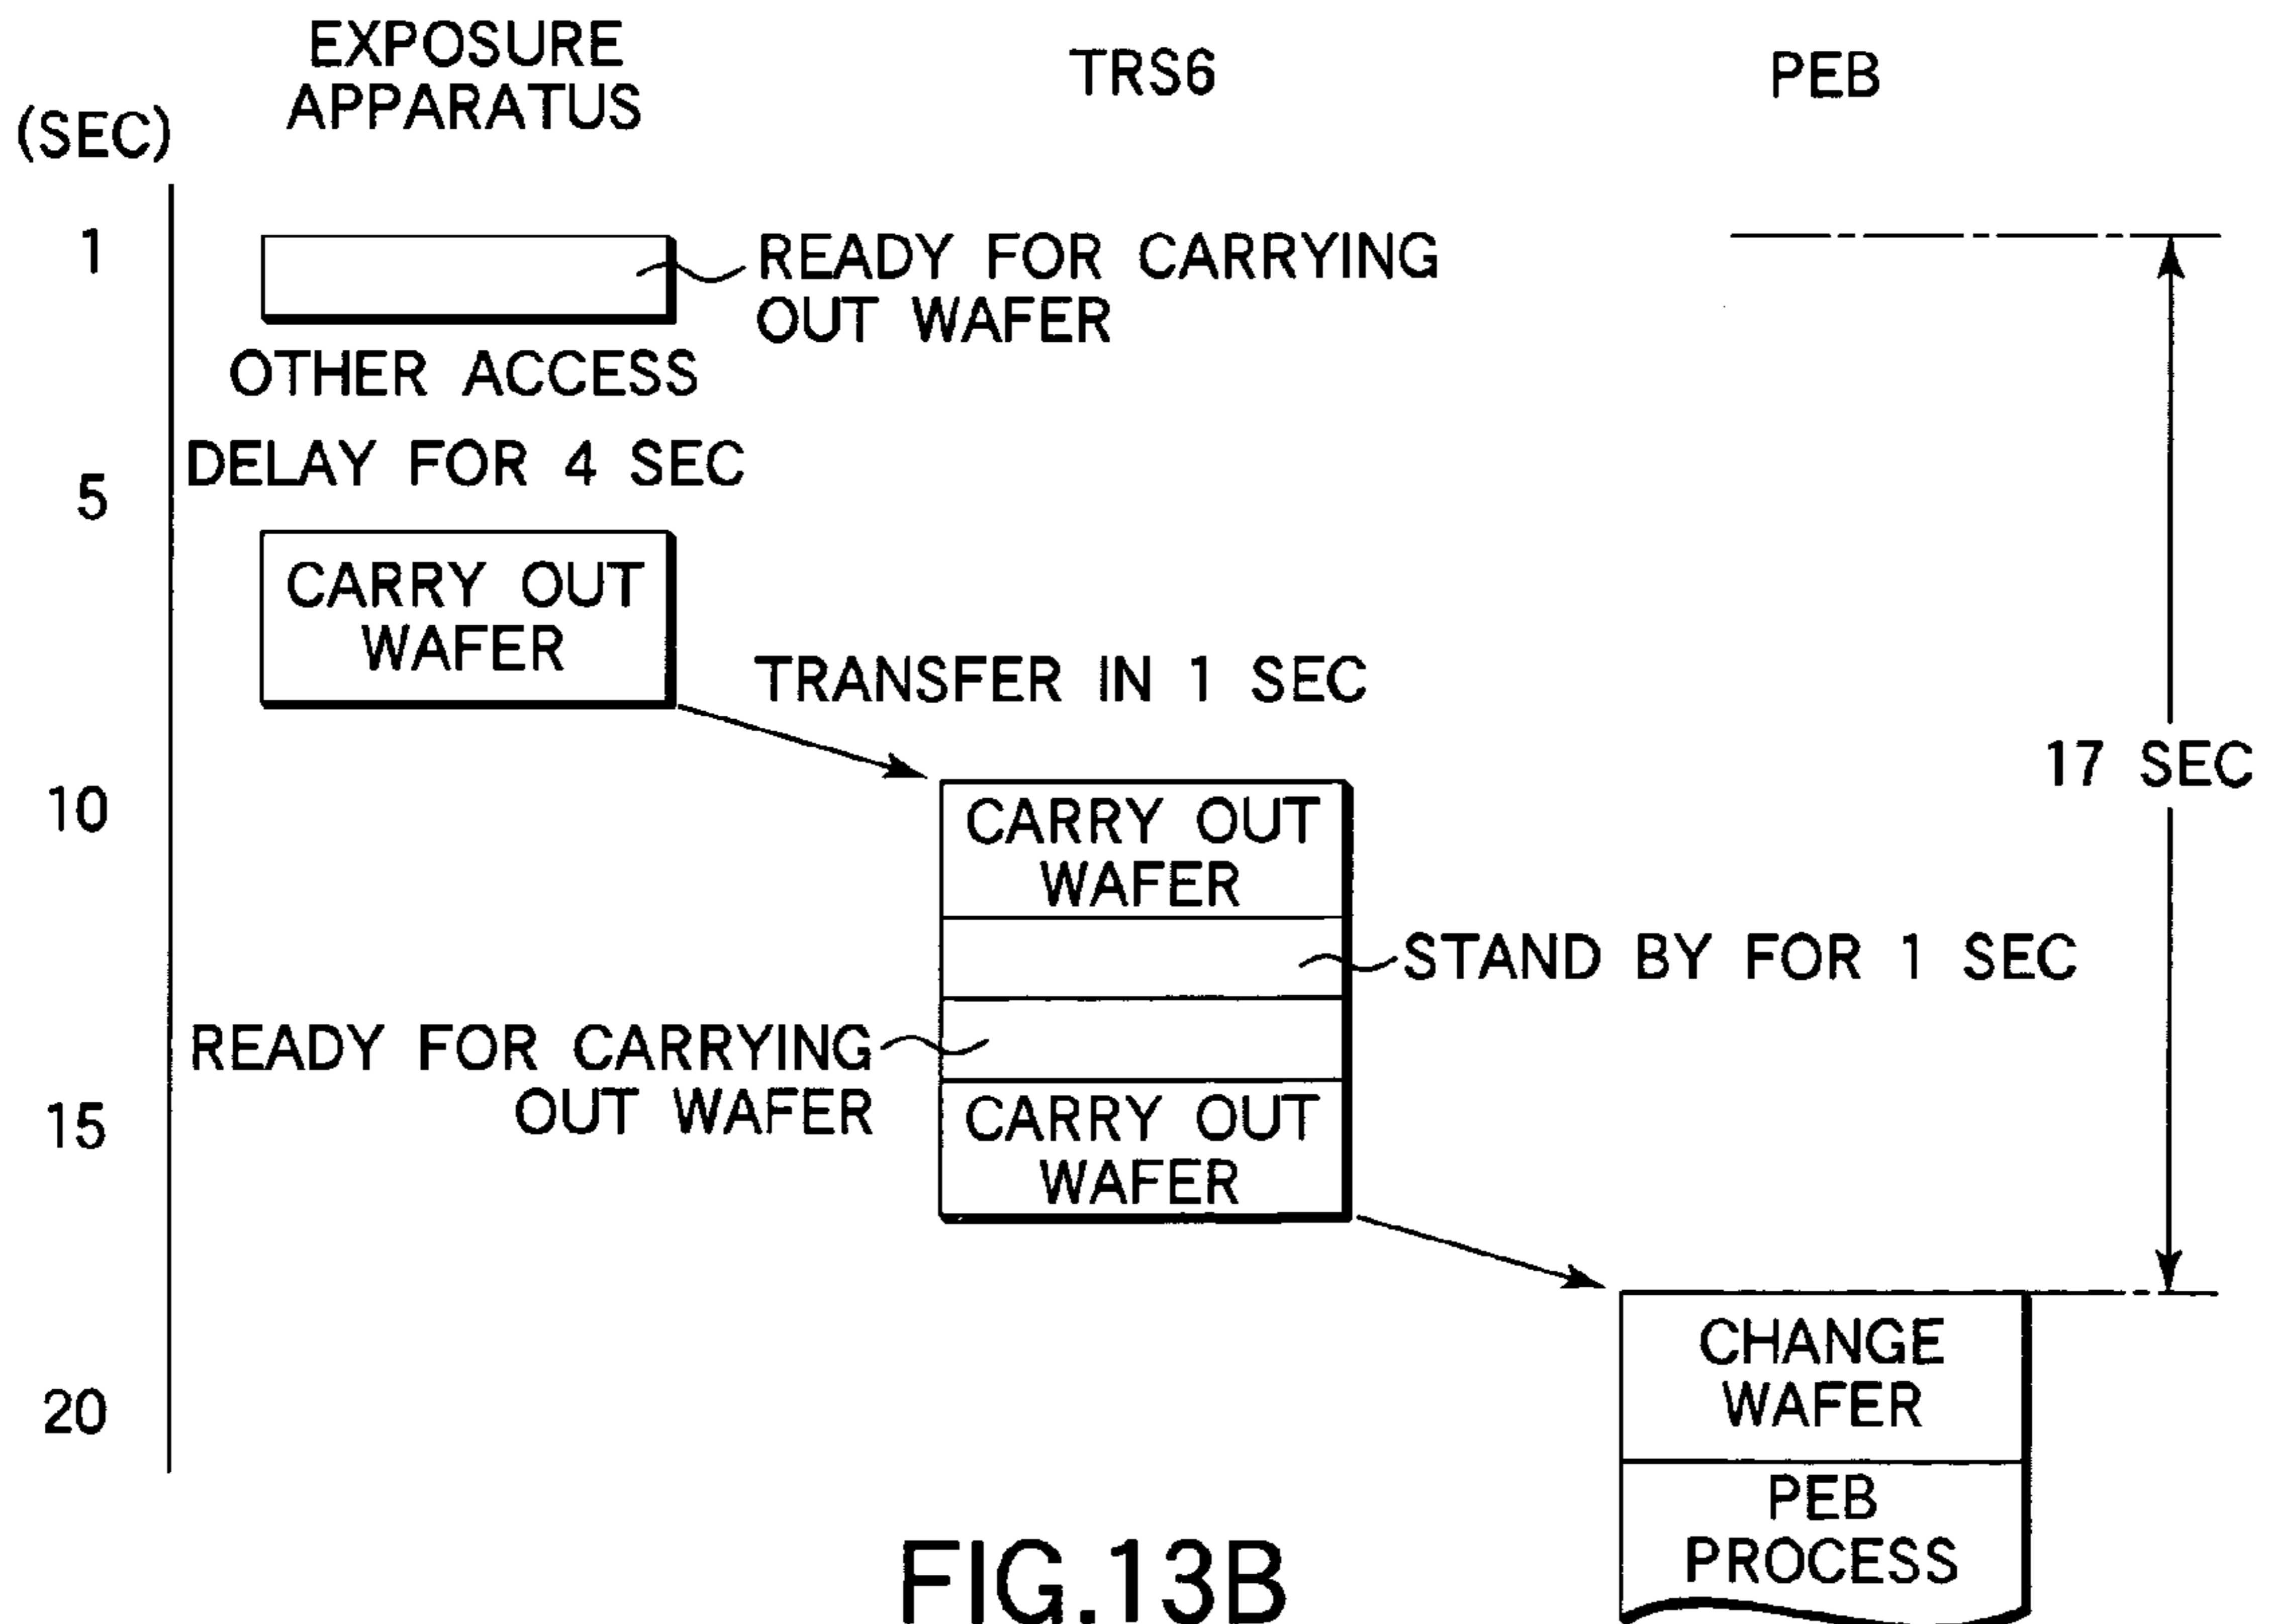 EXPOSURE
APPARATUS
TRS6
PEB
(SEC)
1
READY FOR CARRYING
OUT WAFER
OTHER ACCESS
DELAY FOR 4 SEC
5
CARRY OUT
WAFER
TRANSFER IN 1 SEC
17 SEC
10
CARRY OUT
WAFER
STAND BY FOR 1 SEC
READY FOR CARRYING
OUT WAFER
15
CARRY OUT
WAFER
CHANGE
WAFER
20
PEB
PROCESS
FIG.13B